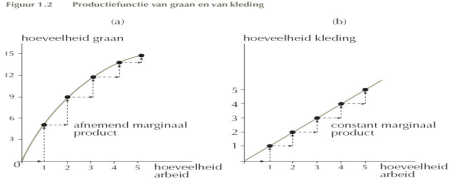 Figuur 1.2 Productiefunctie van graan en van kleding
(a)
hoeveelheid graan
15
12
9
6
3
0
1 2 3 4 5
hoeveelheid
arbeid
afnemend marginaal
product
(b)
hoeveelheid kleding
5
4
3
2
1
1 2 3 4 5
hoeveelheid
arbeid
constant marginaal
product